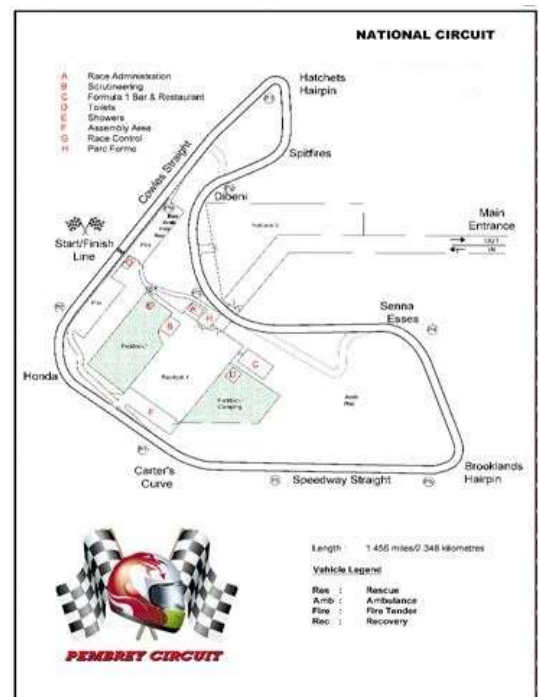 NATIONAL CIRCUIT
A Race Administration
B Scrutineering
C Formula 1 Bar & Restaurant
D Toilets
E Showers
F Assembly Area
G Race Control
H Parc Ferme
Hatchets
Hairpin
Spitfires
Cowles Straight
Dibeni
Main
Entrance
OUT
IN
Start/Finish
Line
Senna
Esses
Honda
B
H
C
D
F
Carter's
Curve
Speedway Straight
Brooklands
Hairpin
Length : 1.456 miles/2.348 kilometres
Vehicle Legend
Res : Rescue
Amb : Ambulance
Fire : Fire Tender
Rec : Recovery
PEMBREY CIRCUIT